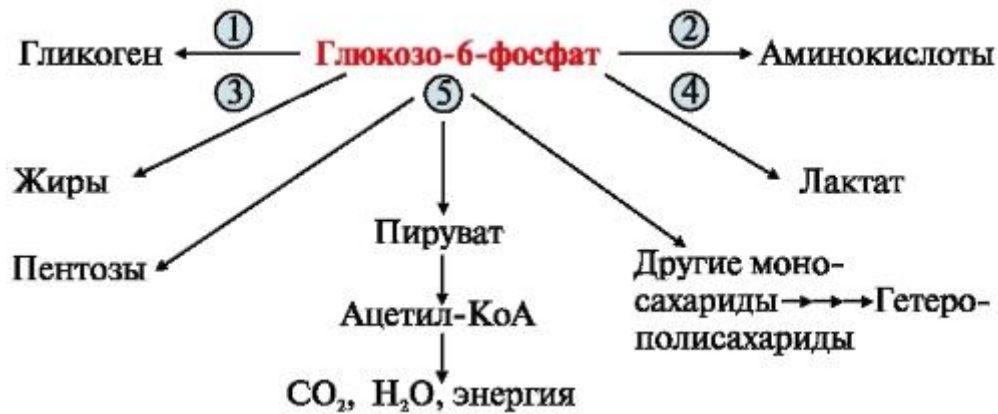 ① ②
Гликоген Глюкозо-6-фосфат Аминокислоты
③ ⑤ ④
Жиры Лактат
Пируват
Пентозы Другие моно-
сахариды Гетеро-
Ацетил-КоА полисахариды
CO₂, H₂O, энергия